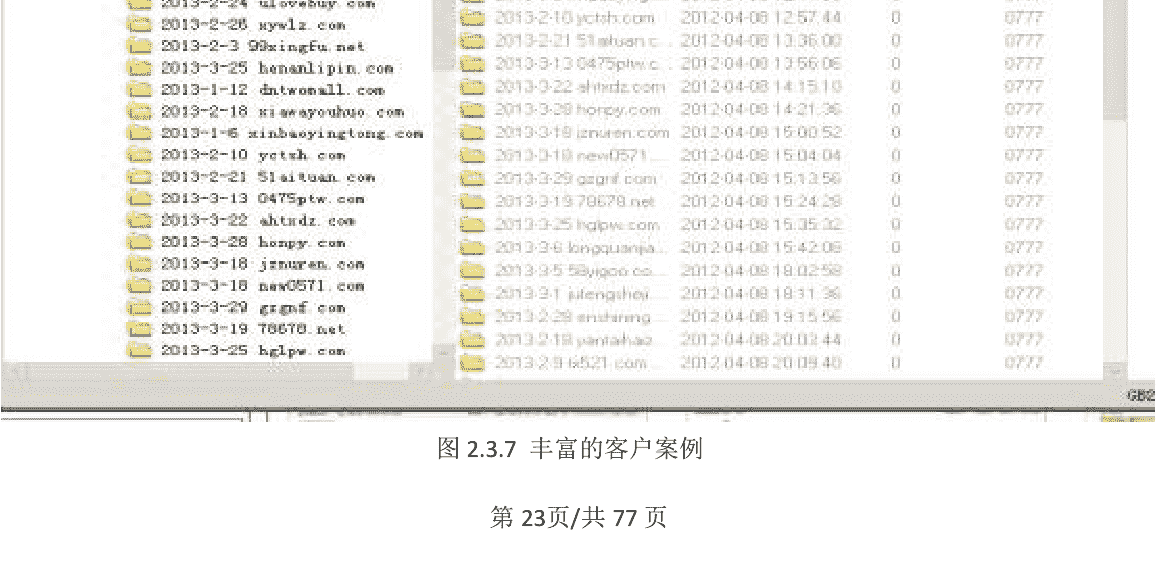 2013-2-24 ulovebuy.com
2013-2-26 xywlz.com
2013-2-3 99xingfu.net
2013-3-25 henanlipin.com
2013-1-12 dntwomall.com
2013-2-18 xiawayouhuo.com
2013-1-6 xinbaoyingtong.com
2013-2-10 yctsh.com
2013-2-21 51aituan.com
2013-3-13 0475ptw.com
2013-3-22 ahtxdz.com
2013-3-28 honpy.com
2013-3-18 jznuren.com
2013-3-18 new0571.com
2013-3-29 gzgnf.com
2013-3-19 78678.net
2013-3-25 hglpw.com
2013-2-10 yctsh.com 2012-04-08 12:57:44 0 0777
2013-2-21 51aituan.c... 2012-04-08 13:36:00 0 0777
2013-3-13 0475ptw.c... 2012-04-08 13:56:06 0 0777
2013-3-22 ahtxdz.com 2012-04-08 14:15:10 0 0777
2013-3-28 honpy.com 2012-04-08 14:21:36 0 0777
2013-3-18 jznuren.com 2012-04-08 15:00:52 0 0777
2013-3-18 new0571.... 2012-04-08 15:04:04 0 0777
2013-3-29 gzgnf.com 2012-04-08 15:13:56 0 0777
2013-3-19 78678.net 2012-04-08 15:24:28 0 0777
2013-3-25 hglpw.com 2012-04-08 15:35:32 0 0777
2013-3-6 longquanjia... 2012-04-08 15:42:06 0 0777
2013-3-5 58yigoo.co... 2012-04-08 18:02:58 0 0777
2013-3-1 2012-04-08 18:11:36 0 0777
2013-2-28 2012-04-08 19:15:56 0 0777
2013-2-18 2012-04-08 20:03:44 0 0777
2013-2-9 2012-04-08 20:09:40 0 0777
GB2
图 2.3.7 丰富的客户案例
第 23页/共 77 页